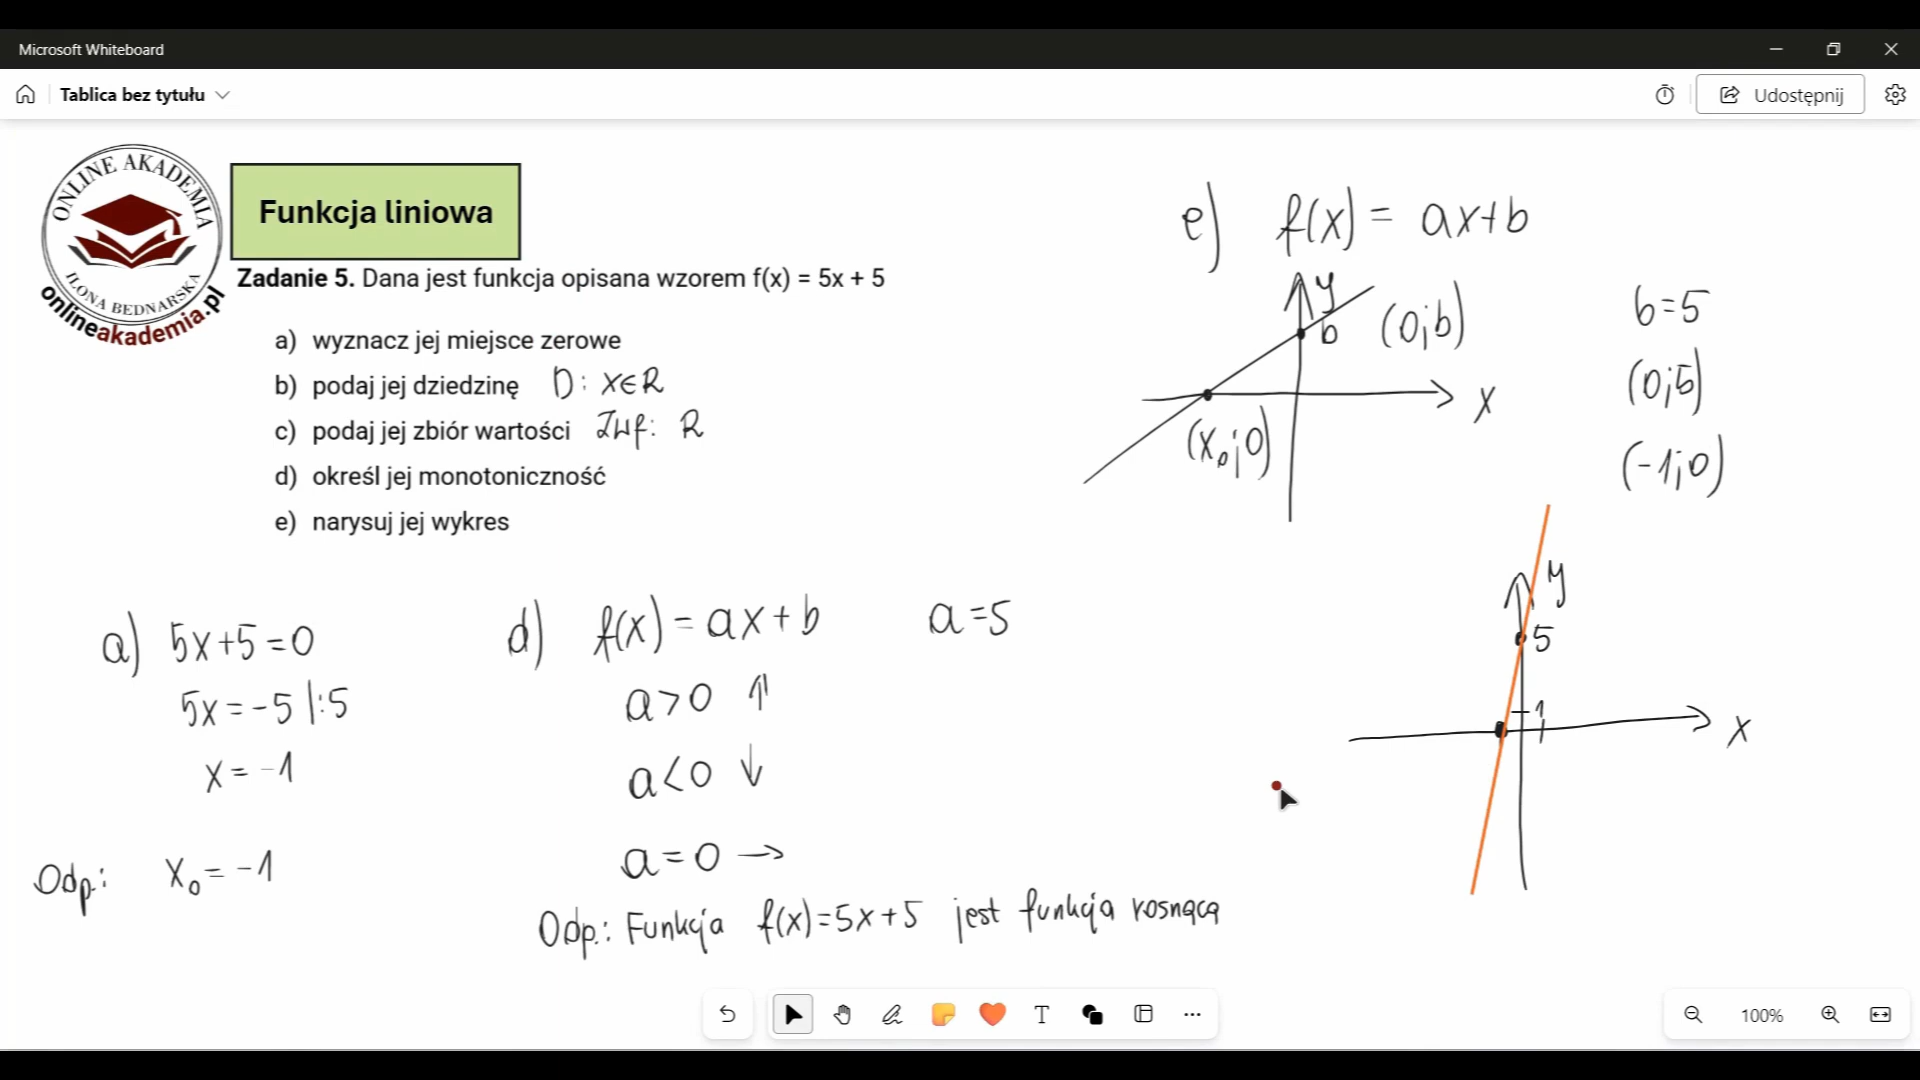 Microsoft Whiteboard
Tablica bez tytułu
Udostępnij
ONLINE AKADEMIA
ILONA BEDNARSKA
onlineakademia.pl
Funkcja liniowa
Zadanie 5. Dana jest funkcja opisana wzorem f(x) = 5x + 5
a) wyznacz jej miejsce zerowe
b) podaj jej dziedzinę D: x∈R
c) podaj jej zbiór wartości Zwf: R
d) określ jej monotoniczność
e) narysuj jej wykres
a) 5x+5=0
5x=-5 |:5
x=-1
Odp.: x₀=-1
d) f(x)=ax+b a=5
a>0 ↑
a<0 ↓
a=0 →
Odp.: Funkcja f(x)=5x+5 jest funkcja rosnąca
e) f(x)=ax+b
y
b (0;b)
x
(x₀;0)
b=5
(0;5)
(-1;0)
y
5
1
x
100%